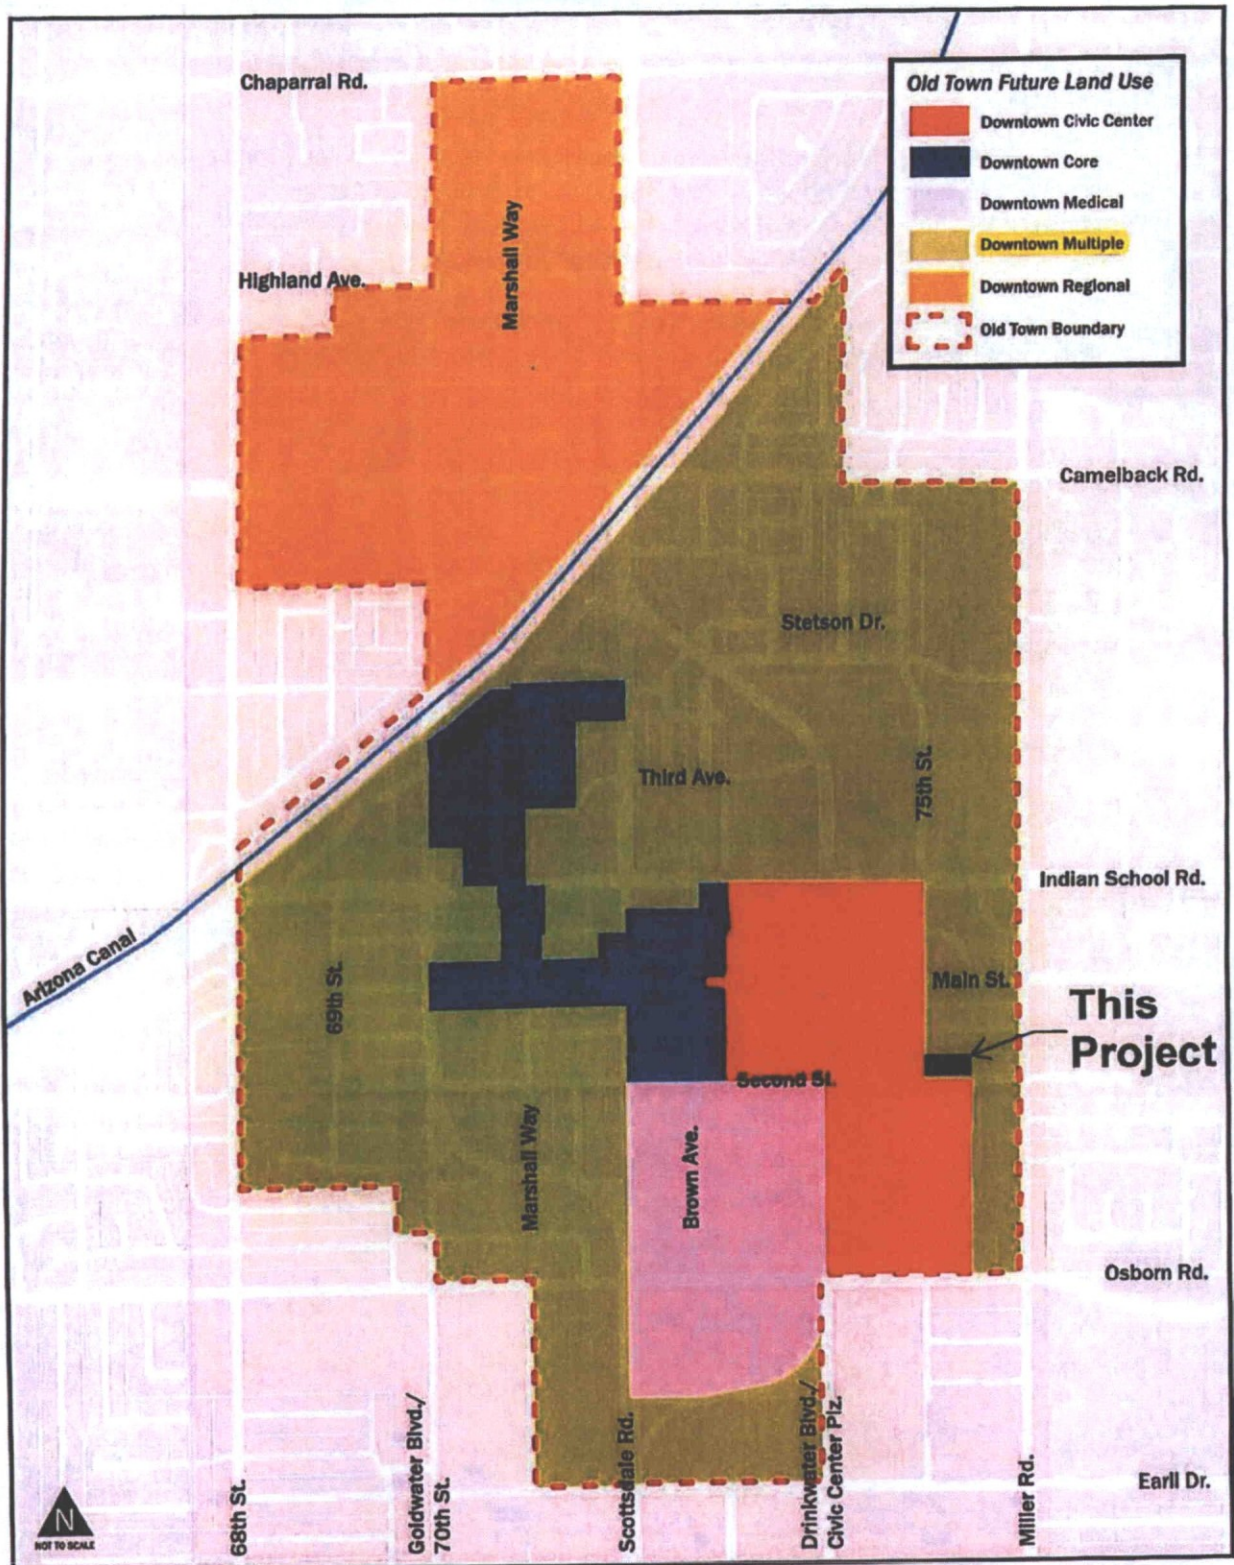 Chaparral Rd.
Old Town Future Land Use
Downtown Civic Center
Downtown Core
Downtown Medical
Downtown Multiple
Downtown Regional
Old Town Boundary
Highland Ave.
Marshall Way
Camelback Rd.
Stetson Dr.
Third Ave.
75th St.
Indian School Rd.
Arizona Canal
69th St.
Main St.
This
Project
Second St.
Marshall Way
Brown Ave.
Osborn Rd.
Earll Dr.
68th St.
Goldwater Blvd./
70th St.
Scottsdale Rd.
Drinkwater Blvd./
Civic Center Plz.
Miller Rd.
N
NOT TO SCALE